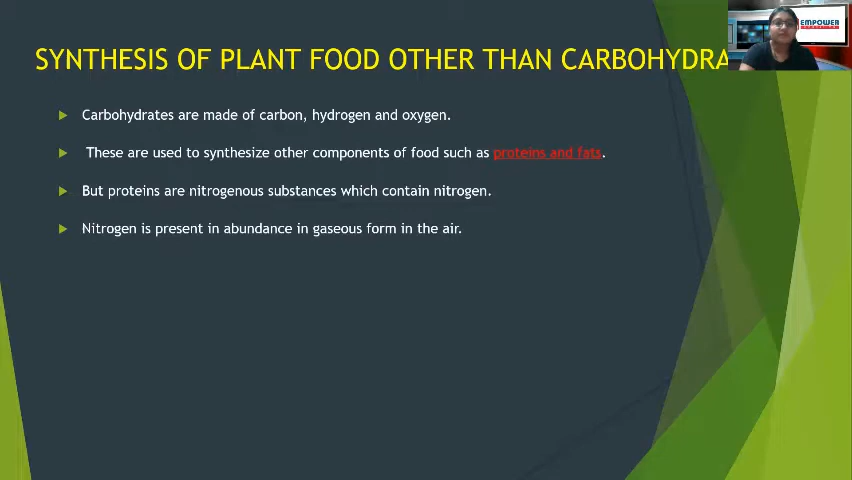 SYNTHESIS OF PLANT FOOD OTHER THAN CARBOHYDRA
EMPOWER
Carbohydrates are made of carbon, hydrogen and oxygen.
These are used to synthesize other components of food such as proteins and fats.
But proteins are nitrogenous substances which contain nitrogen.
Nitrogen is present in abundance in gaseous form in the air.